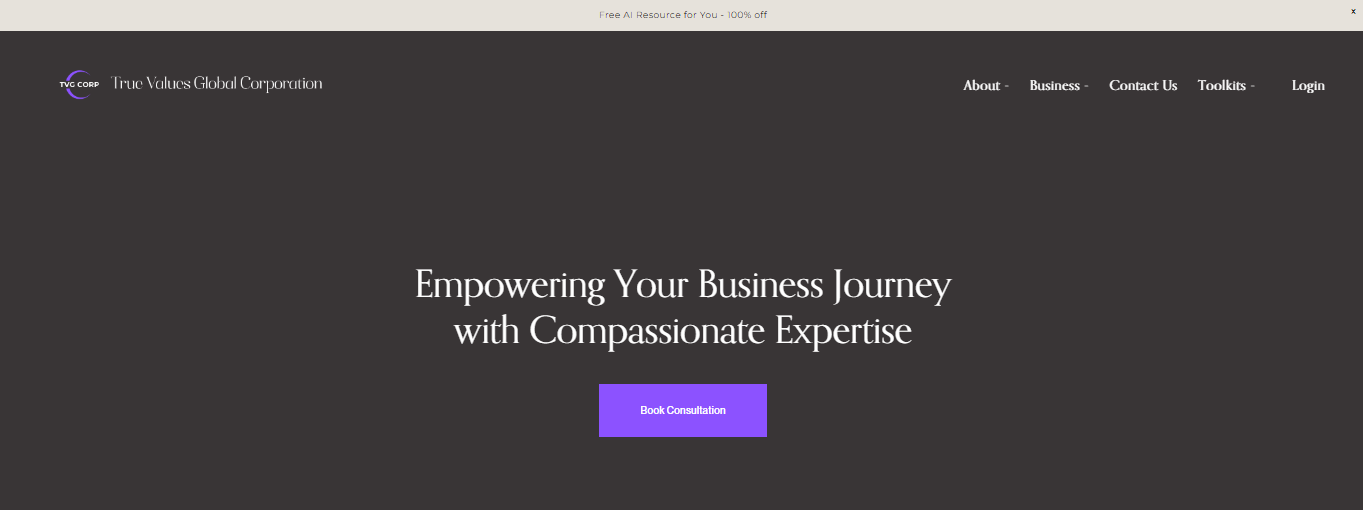 Free AI Resource for You - 100% off
x
TVG CORP
True Values Global Corporation
About -
Business -
Contact Us
Toolkits -
Login
Empowering Your Business Journey
with Compassionate Expertise
Book Consultation